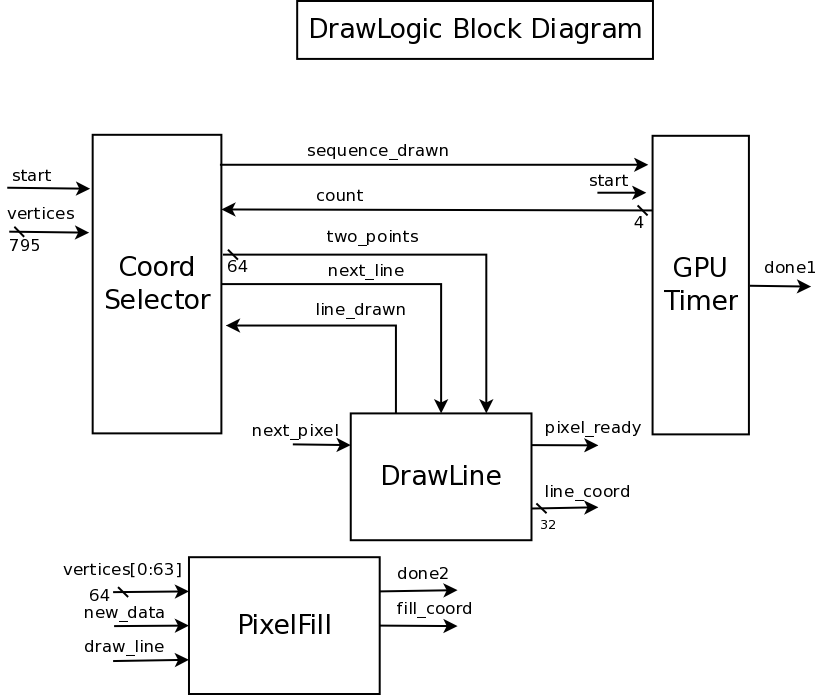 DrawLogic Block Diagram
sequence_drawn
start
start
count
vertices
4
795
two_points
64
next_line
Coord
Selector
GPU
Timer
done1
line_drawn
next_pixel
pixel_ready
DrawLine
line_coord
32
vertices[0:63]
64
done2
new_data
fill_coord
PixelFill
draw_line